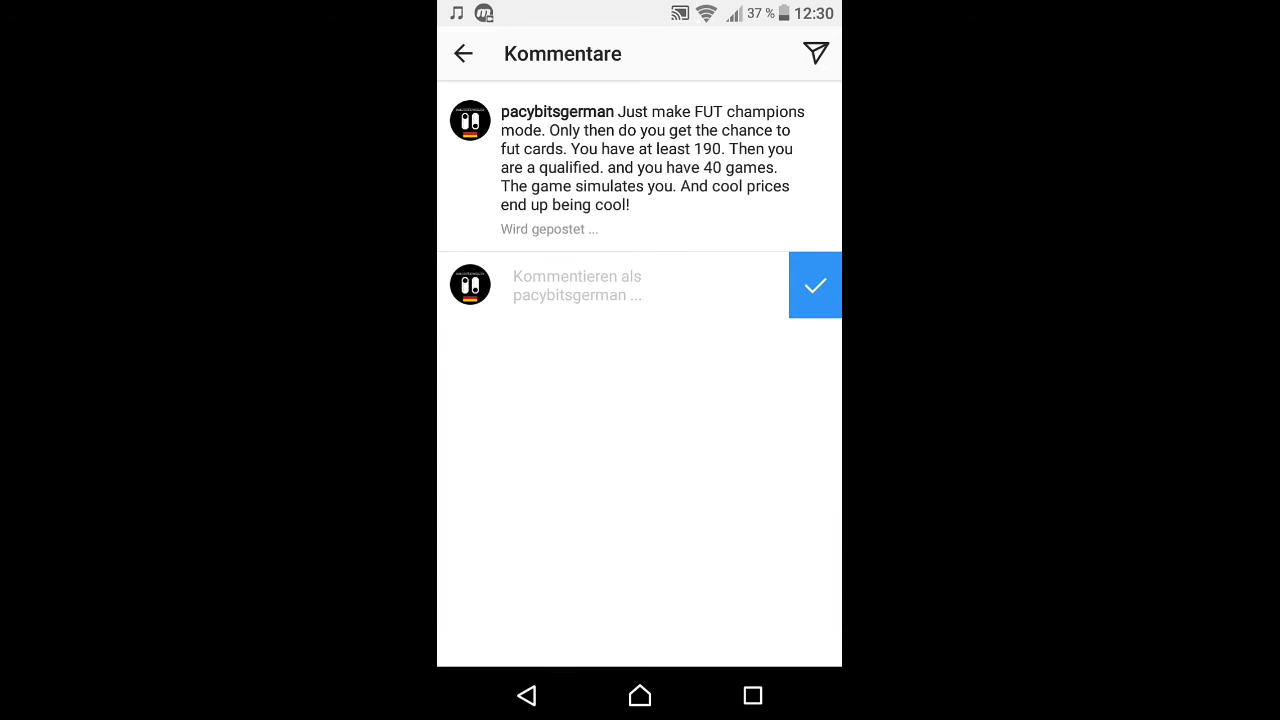 37 % 12:30
Kommentare
pacybitsgerman Just make FUT champions
mode. Only then do you get the chance to
fut cards. You have at least 190. Then you
are a qualified. and you have 40 games.
The game simulates you. And cool prices
end up being cool!
Wird gepostet ...
Kommentieren als
pacybitsgerman ...